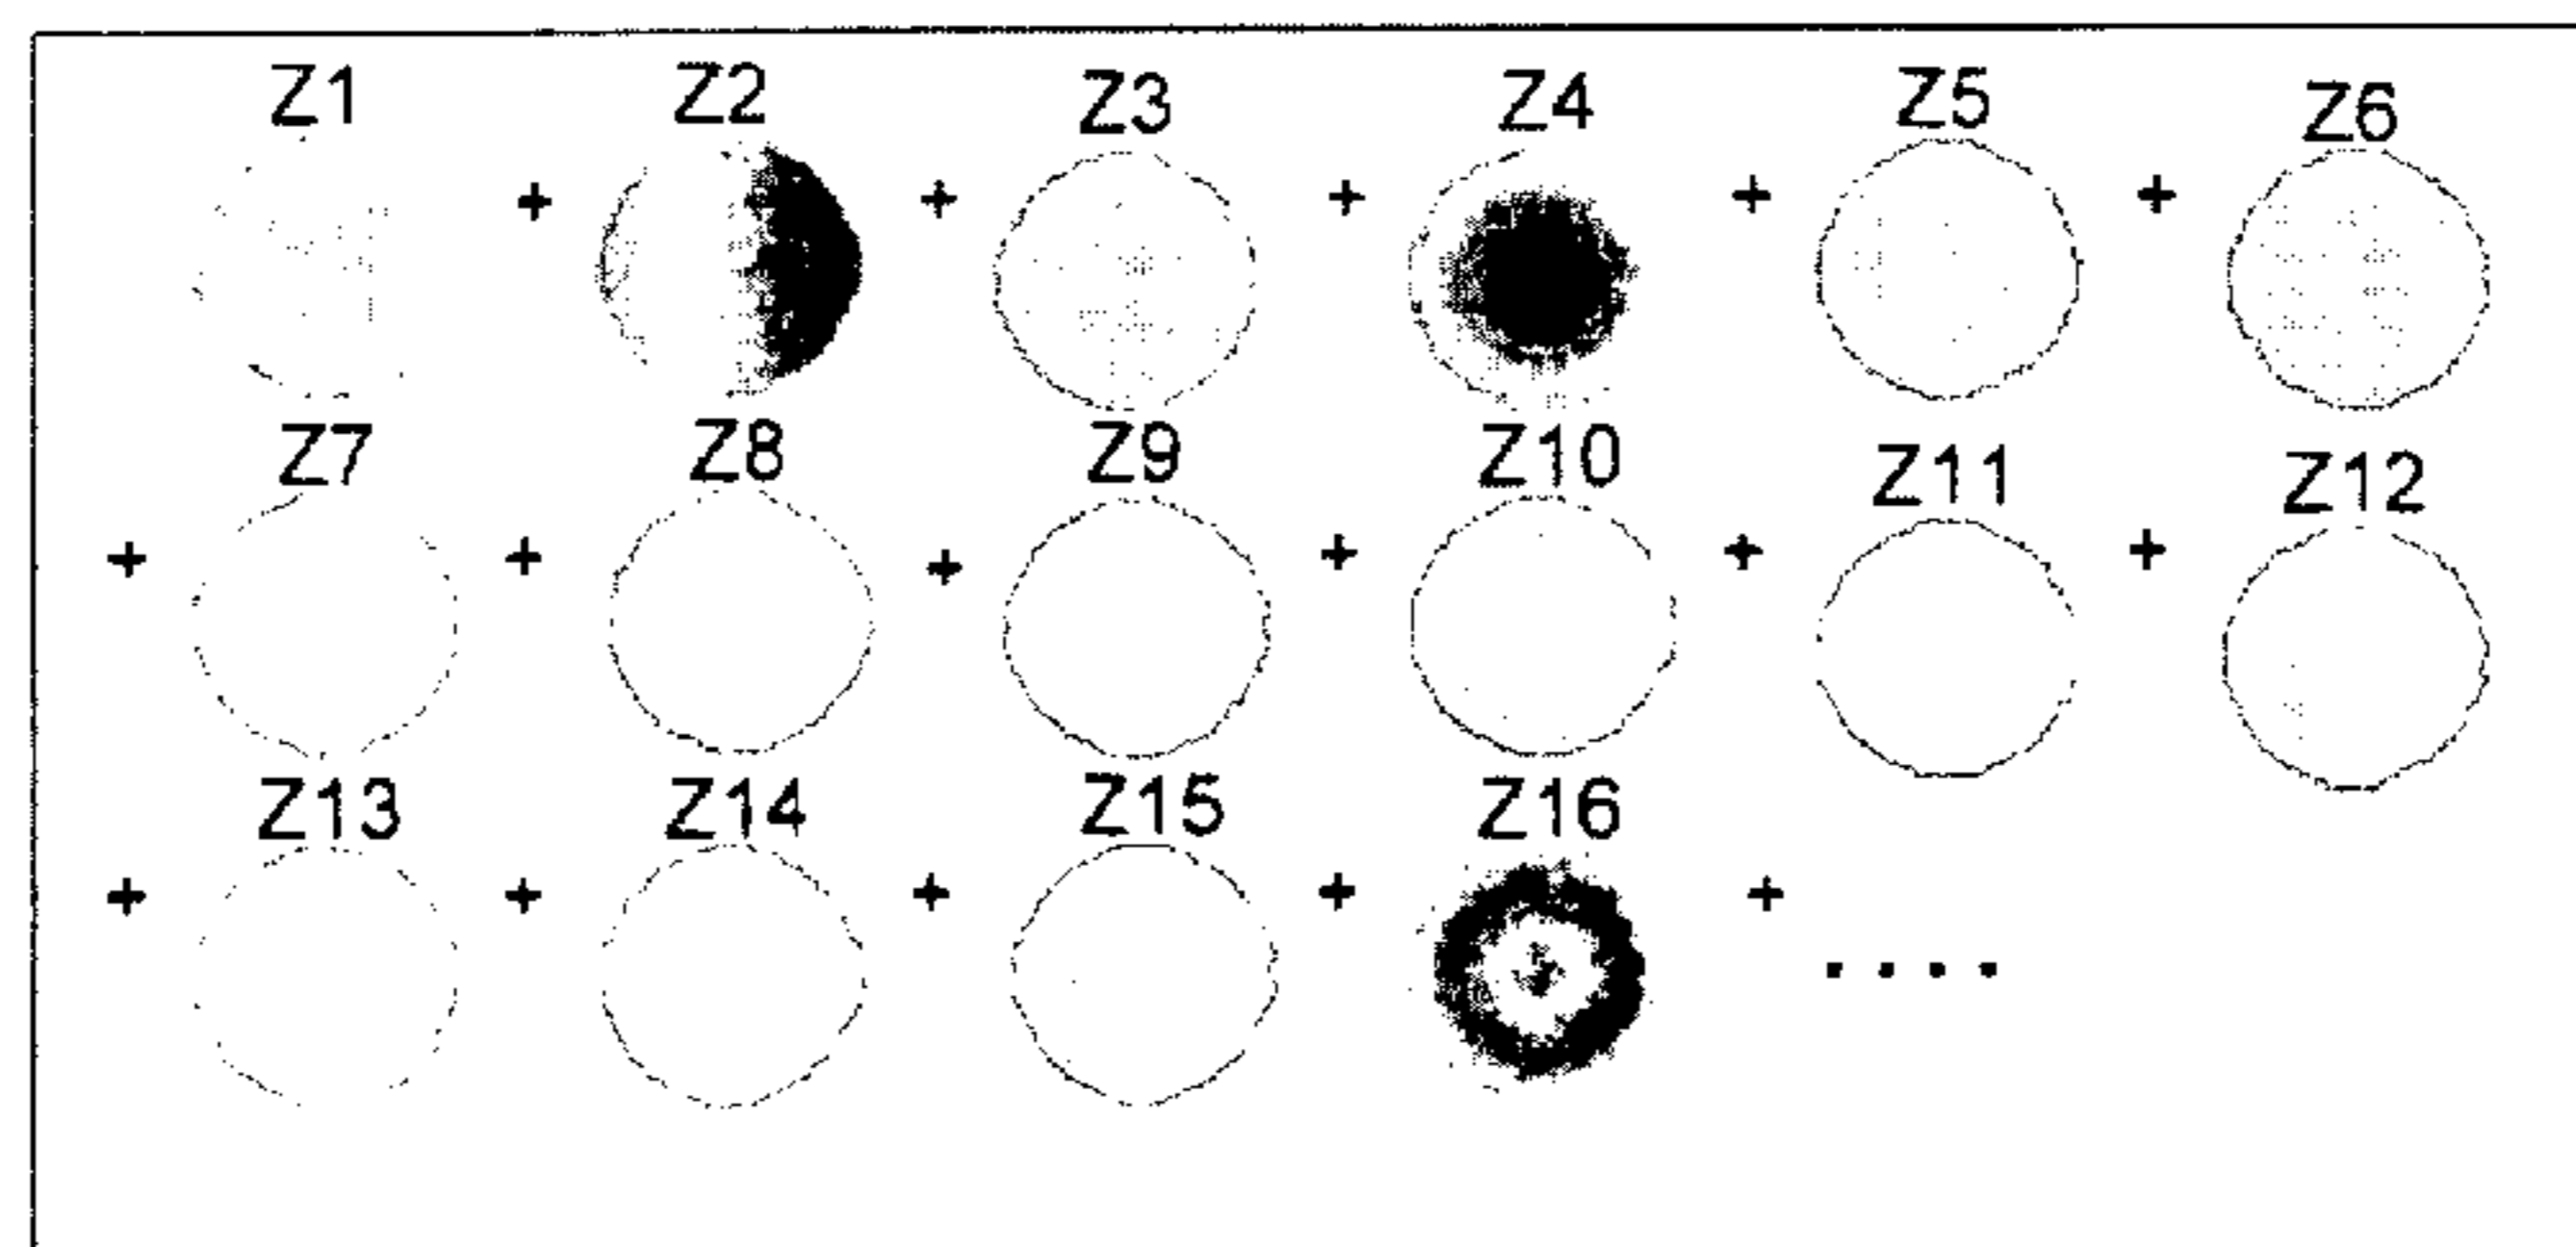 Z1 Z2 Z3 Z4 Z5 Z6
+ + + + +
Z7 Z8 Z9 Z10 Z11 Z12
+ + + + + +
Z13 Z14 Z15 Z16
+ + + + + ....